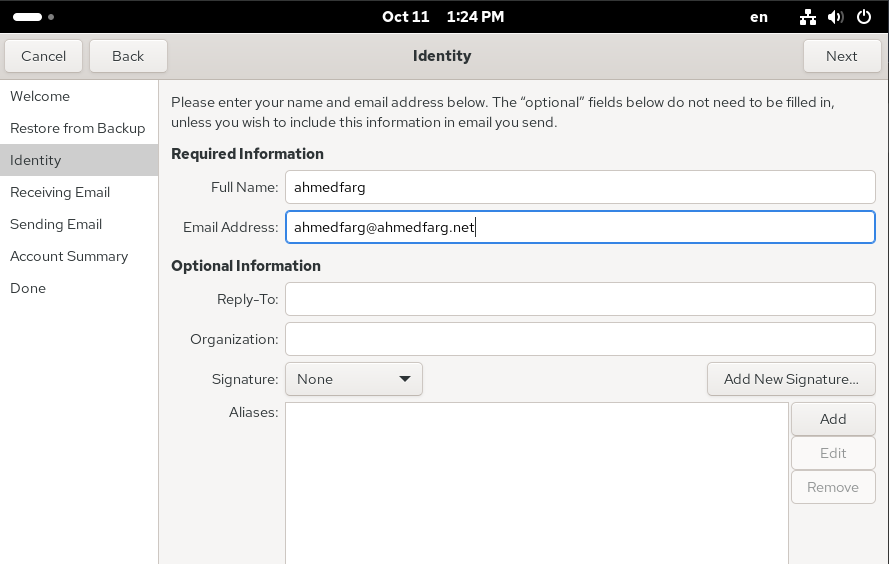 Oct 11 1:24 PM en
Cancel Back Identity Next
Welcome
Restore from Backup
Identity
Receiving Email
Sending Email
Account Summary
Done
Please enter your name and email address below. The “optional” fields below do not need to be filled in,
unless you wish to include this information in email you send.
Required Information
Full Name: ahmedfarg
Email Address: ahmedfarg@ahmedfarg.net
Optional Information
Reply-To:
Organization:
Signature: None Add New Signature...
Aliases: Add
Edit
Remove